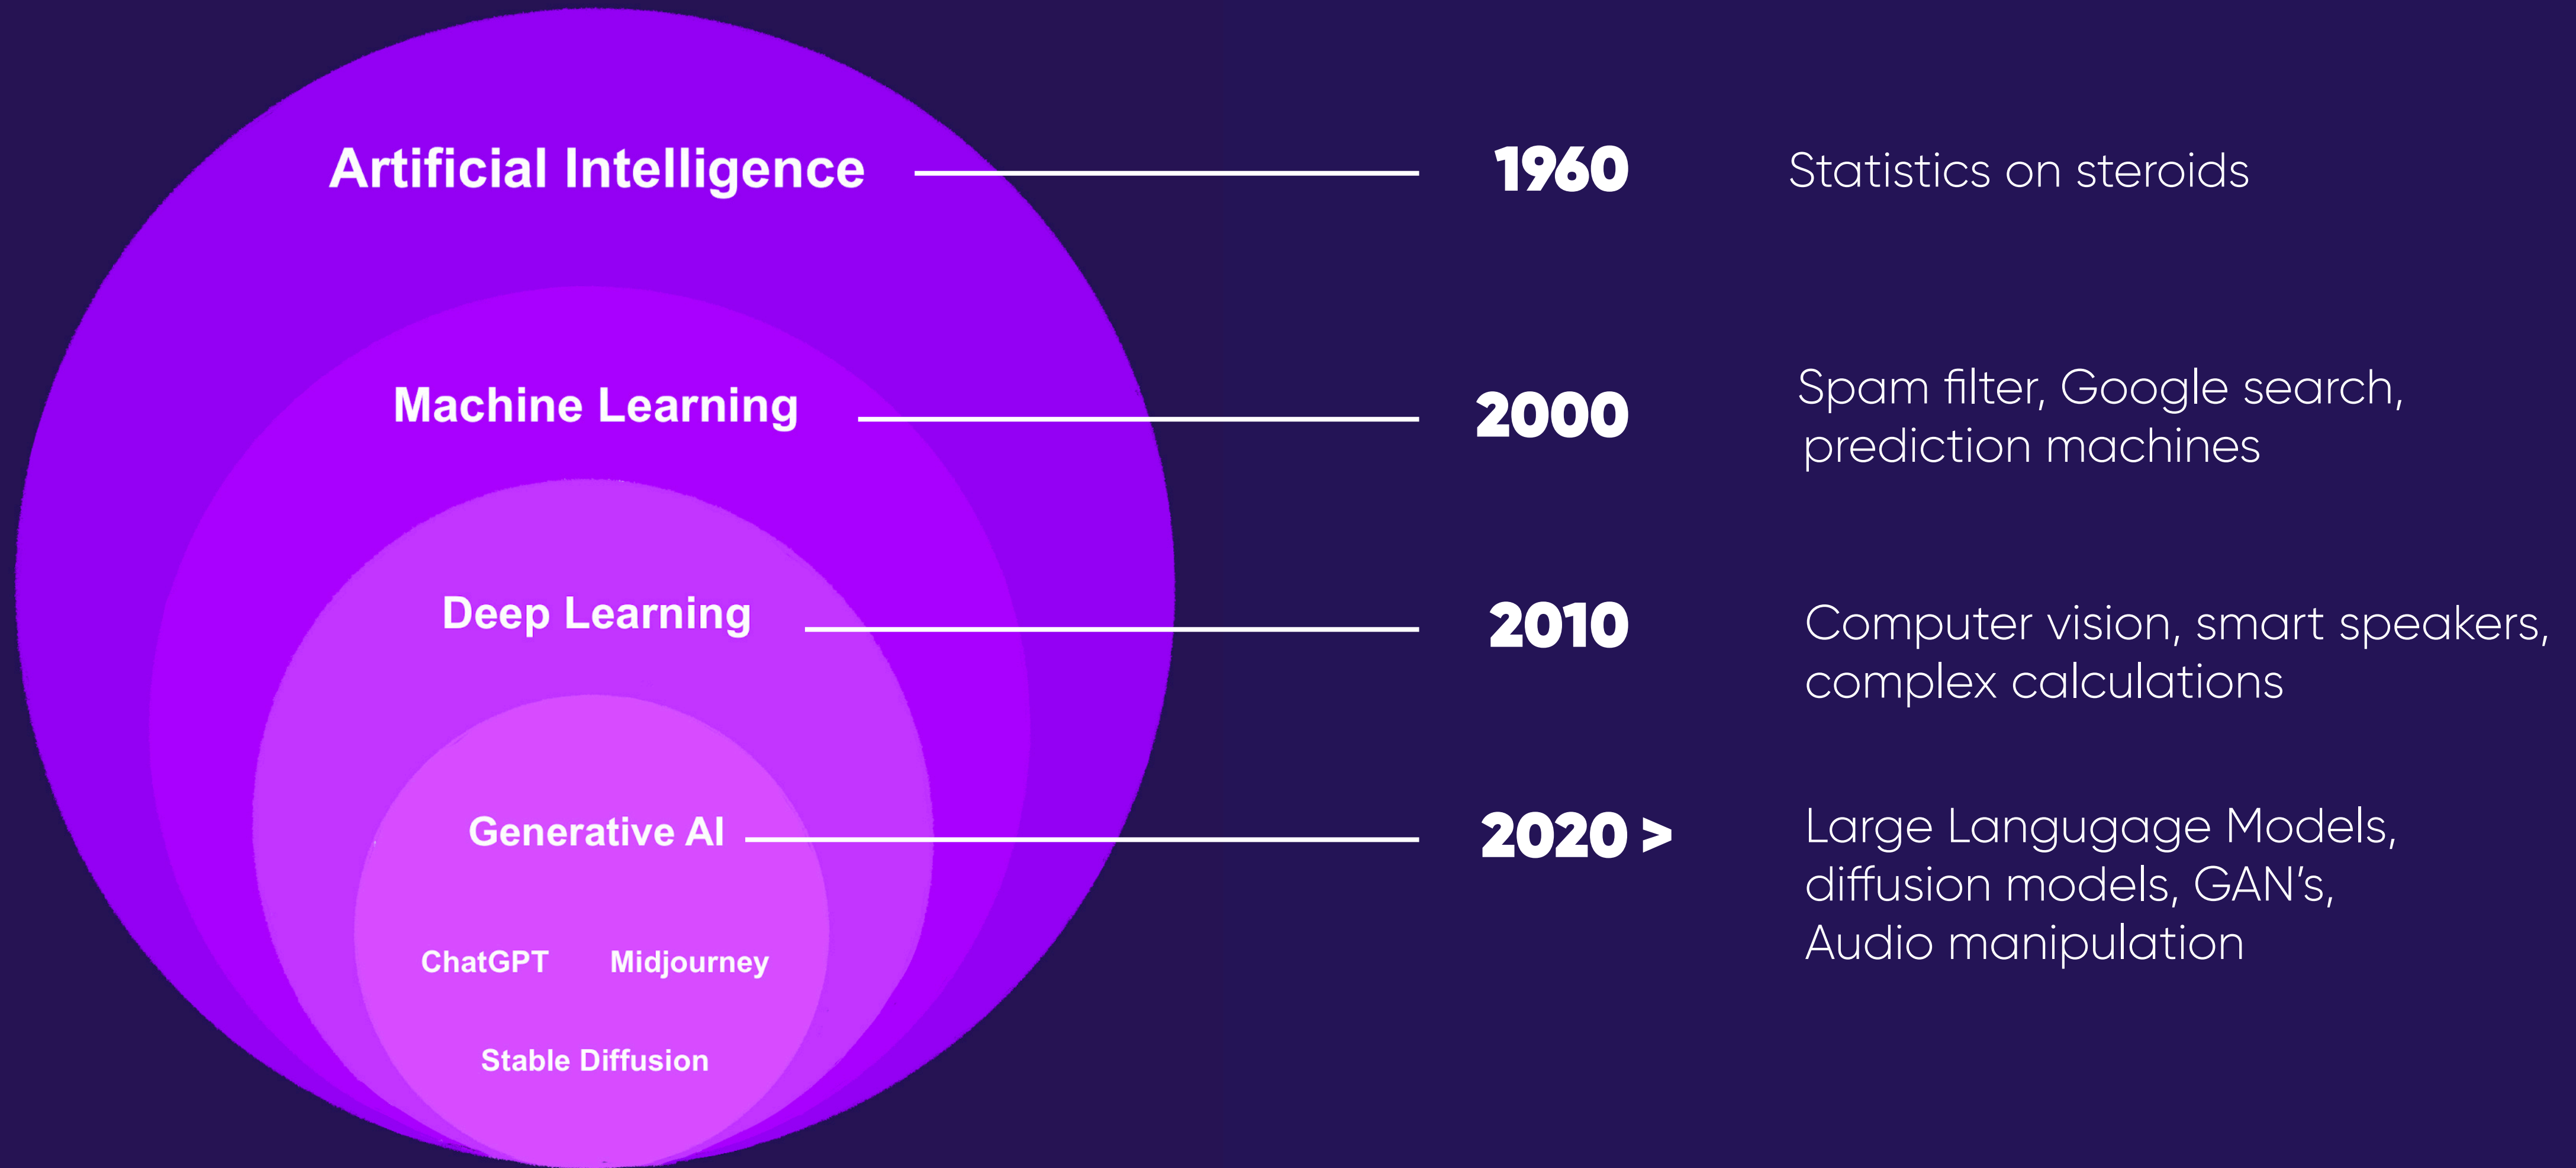 Artificial Intelligence
1960
Statistics on steroids
Machine Learning
2000
Spam filter, Google search,
prediction machines
Deep Learning
2010
Computer vision, smart speakers,
complex calculations
Generative AI
2020 >
Large Langugage Models,
diffusion models, GAN's,
Audio manipulation
ChatGPT
Midjourney
Stable Diffusion